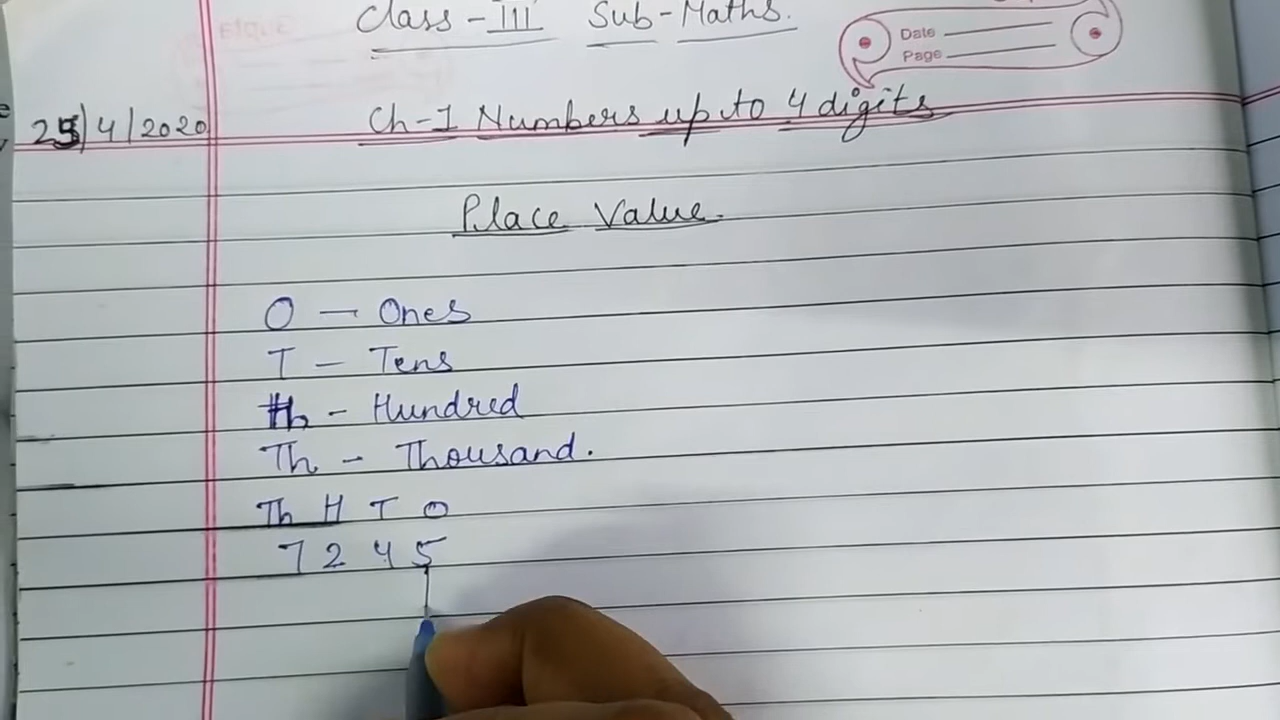 Class - III Sub - Maths.
Date
Page
25/4/2020
Ch-1 Numbers up to 4 digits
Place Value.
O - Ones
T - Tens
H - Hundred
Th - Thousand.
Th H T O
7 2 4 5